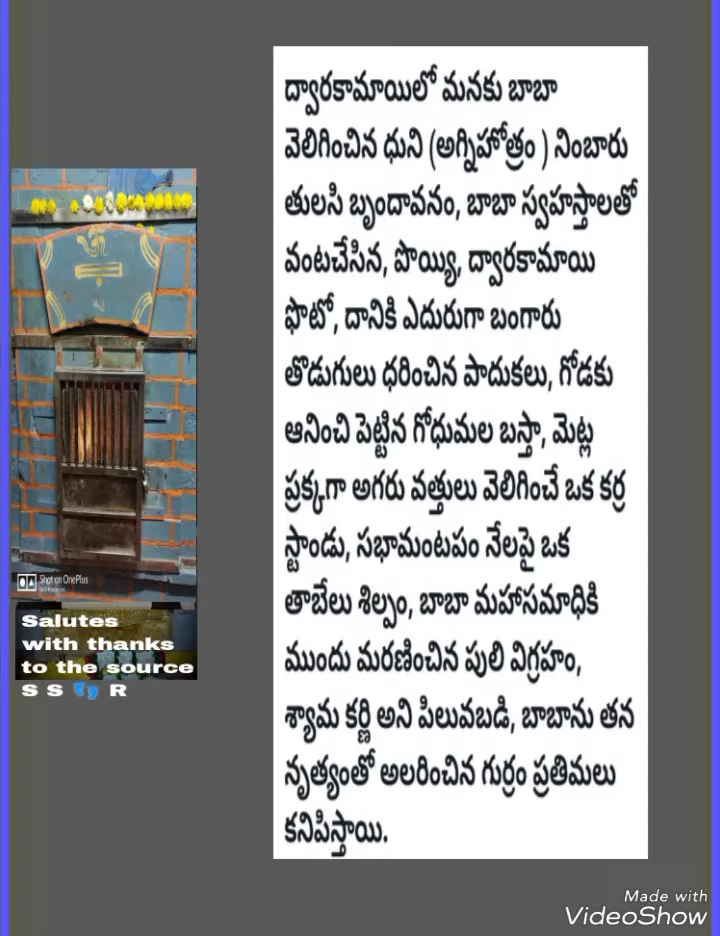 ద్వారకామాయిలో మనకు బాబా
వెలిగించిన ధుని (అగ్నిహోత్రం ) నింబారు
తులసి బృందావనం, బాబా స్వహస్తాలతో
వంటచేసిన, పొయ్యి, ద్వారకామాయి
ఫొటో, దానికి ఎదురుగా బంగారు
తొడుగులు ధరించిన పాదుకలు, గోడకు
ఆనించి పెట్టిన గోధుమల బస్తా, మెట్ల
ప్రక్కగా అగరు వత్తులు వెలిగించే ఒక కర్ర
స్టాండు, సభామంటపం నేలపై ఒక
తాబేలు శిల్పం, బాబా మహాసమాధికి
ముందు మరణించిన పులి విగ్రహం,
శ్యామ కర్ణి అని పిలువబడి, బాబాను తన
నృత్యంతో అలరించిన గుర్రం ప్రతిమలు
కనిపిస్తాయి.
Shot on OnePlus
Salutes
with thanks
to the source
S S 👣 R
Made with
VideoShow